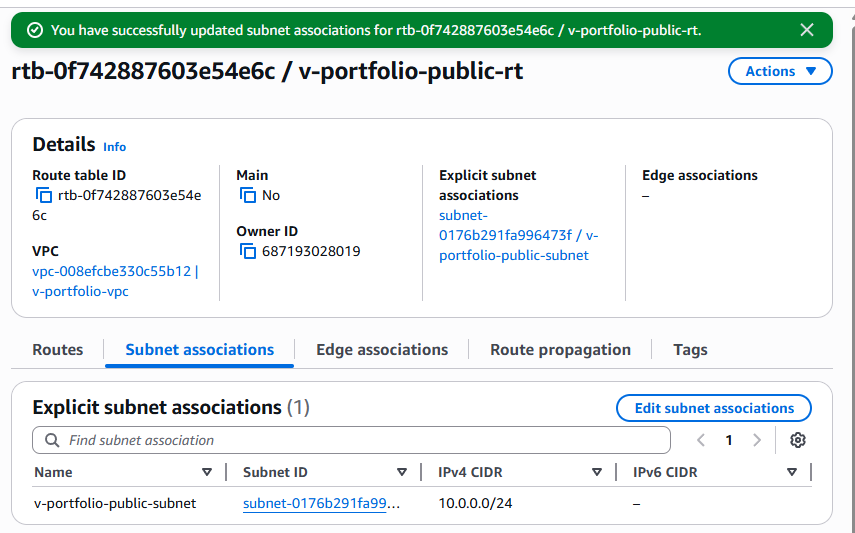 You have successfully updated subnet associations for rtb-0f742887603e54e6c / v-portfolio-public-rt.
rtb-0f742887603e54e6c / v-portfolio-public-rt
Actions
Details Info
Route table ID
rtb-0f742887603e54e
6c
VPC
vpc-008efcbe330c55b12 |
v-portfolio-vpc
Main
No
Owner ID
687193028019
Explicit subnet
associations
subnet-
0176b291fa996473f / v-
portfolio-public-subnet
Edge associations
–
Routes
Subnet associations
Edge associations
Route propagation
Tags
Explicit subnet associations (1)
Edit subnet associations
Find subnet association
1
Name
Subnet ID
IPv4 CIDR
IPv6 CIDR
v-portfolio-public-subnet
subnet-0176b291fa99...
10.0.0.0/24
–